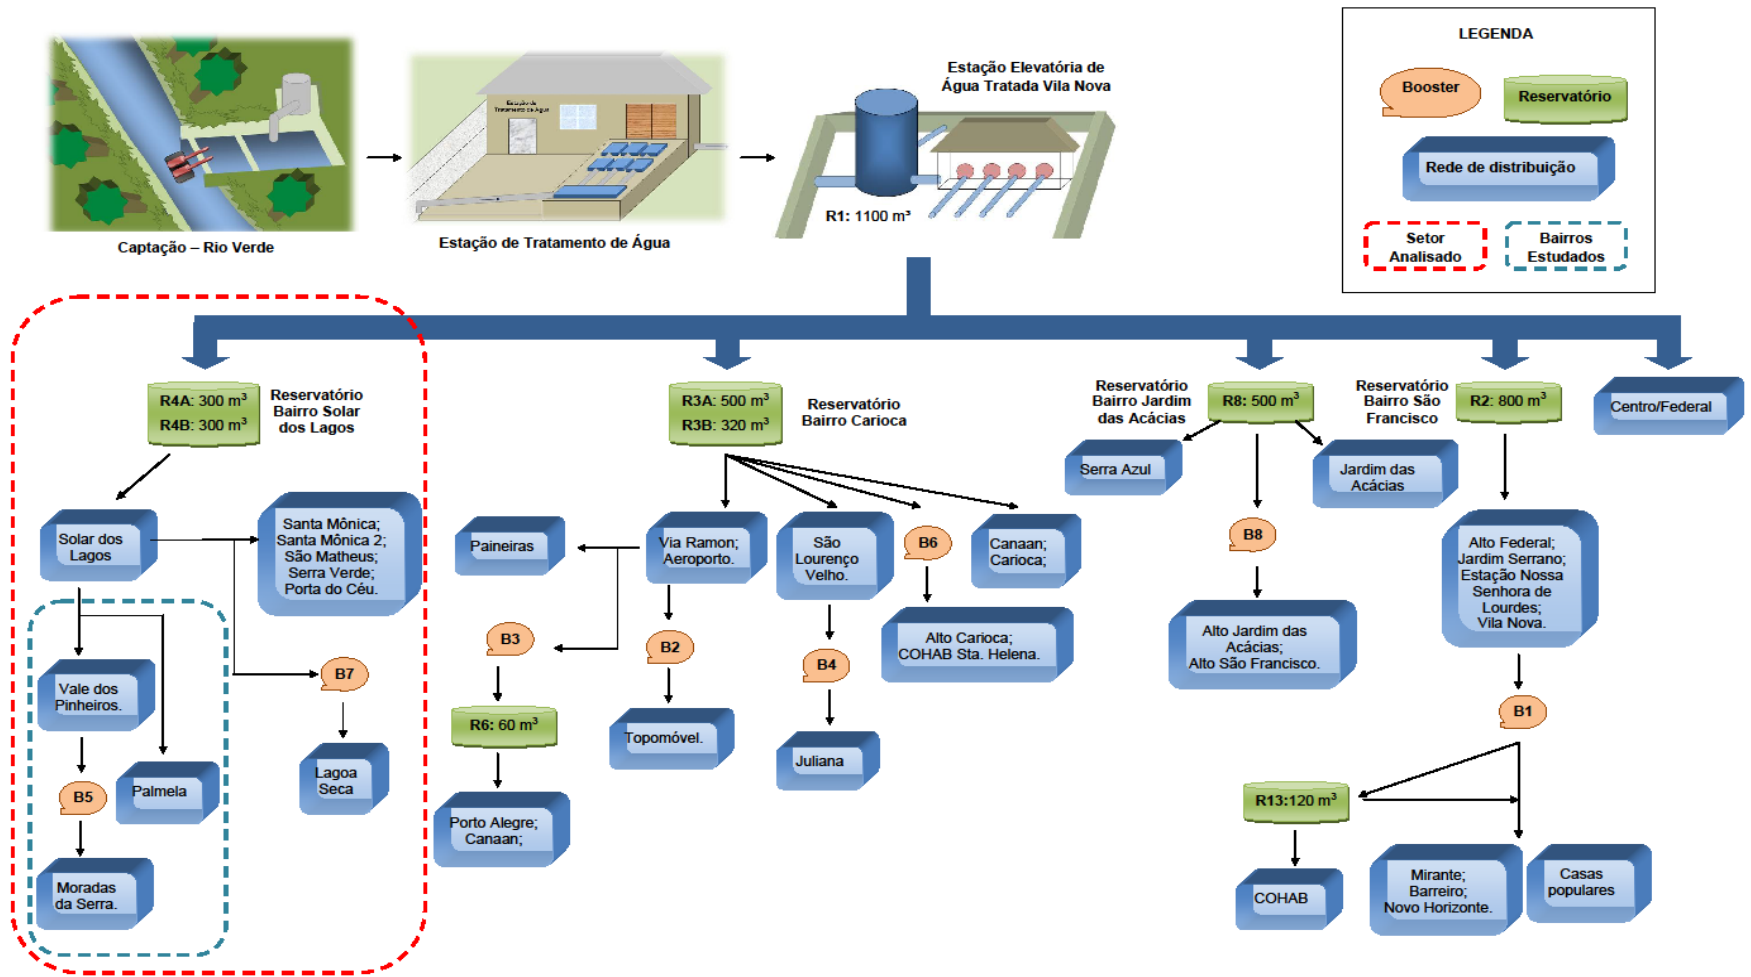 LEGENDA
Booster
Reservatório
Rede de distribuição
Setor
Analisado
Bairros
Estudados
Estação de
Tratamento de Água
Estação Elevatória de
Água Tratada Vila Nova
R1: 1100 m³
Captação – Rio Verde
Estação de Tratamento de Água
R4A: 300 m³
R4B: 300 m³
Reservatório
Bairro Solar
dos Lagos
R3A: 500 m³
R3B: 320 m³
Reservatório
Bairro Carioca
Reservatório
Bairro Jardim
das Acácias
R8: 500 m³
Reservatório
Bairro São
Francisco
R2: 800 m³
Centro/Federal
Solar dos
Lagos
Santa Mônica;
Santa Mônica 2;
São Matheus;
Serra Verde;
Porta do Céu.
Paineiras
Via Ramon;
Aeroporto.
São
Lourenço
Velho.
B6
Canaan;
Carioca;
Serra Azul
Jardim das
Acácias
B8
Alto Federal;
Jardim Serrano;
Estação Nossa
Senhora de
Lourdes;
Vila Nova.
Vale dos
Pinheiros.
B7
B3
B2
B4
Alto Carioca;
COHAB Sta. Helena.
Alto Jardim das
Acácias;
Alto São Francisco.
B1
B5
Palmela
Lagoa
Seca
R6: 60 m³
Topomóvel.
Juliana
Moradas
da Serra.
Porto Alegre;
Canaan;
R13:120 m³
COHAB
Mirante;
Barreiro;
Novo Horizonte.
Casas
populares